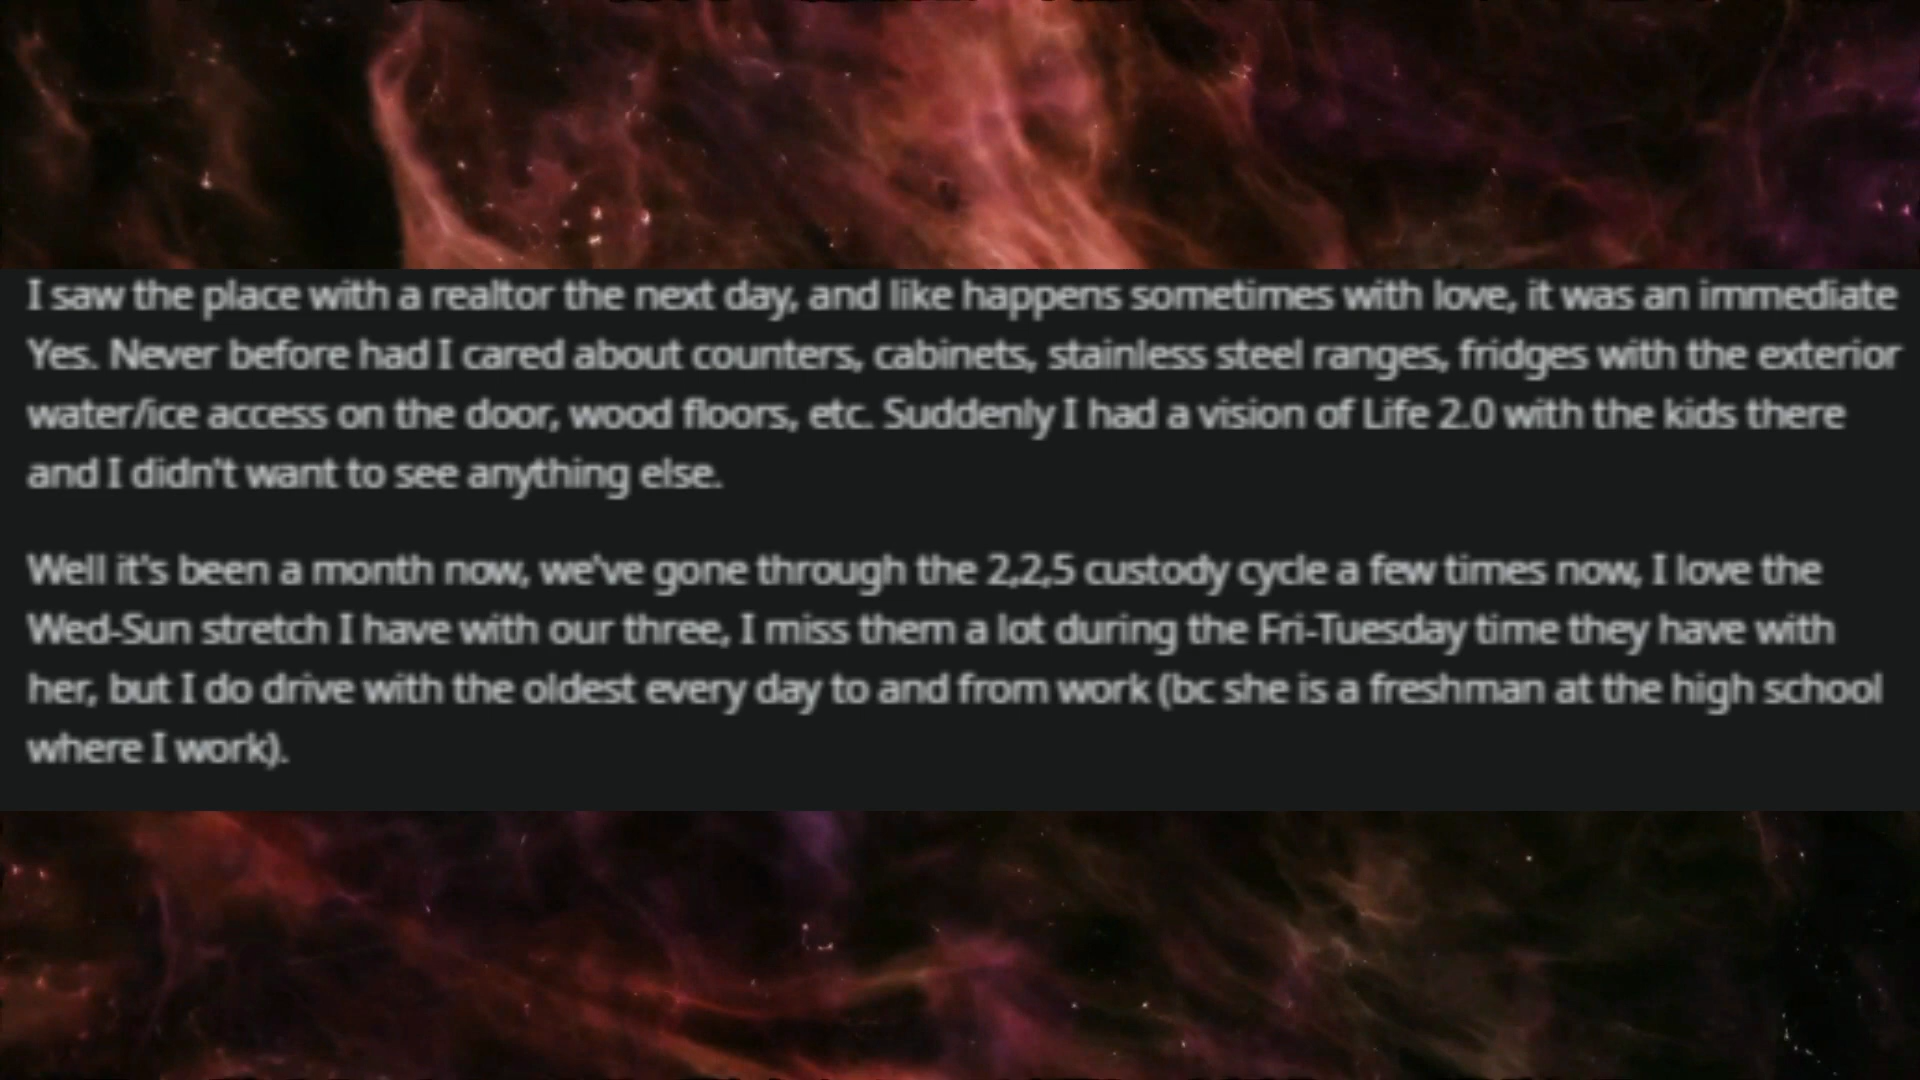 I saw the place with a realtor the next day, and like happens sometimes with love, it was an immediate
Yes. Never before had I cared about counters, cabinets, stainless steel ranges, fridges with the exterior
water/ice access on the door, wood floors, etc. Suddenly I had a vision of Life 2.0 with the kids there
and I didn't want to see anything else.
Well it's been a month now, we've gone through the 2,2,5 custody cycle a few times now, I love the
Wed-Sun stretch I have with our three, I miss them a lot during the Fri-Tuesday time they have with
her, but I do drive with the oldest every day to and from work (bc she is a freshman at the high school
where I work).